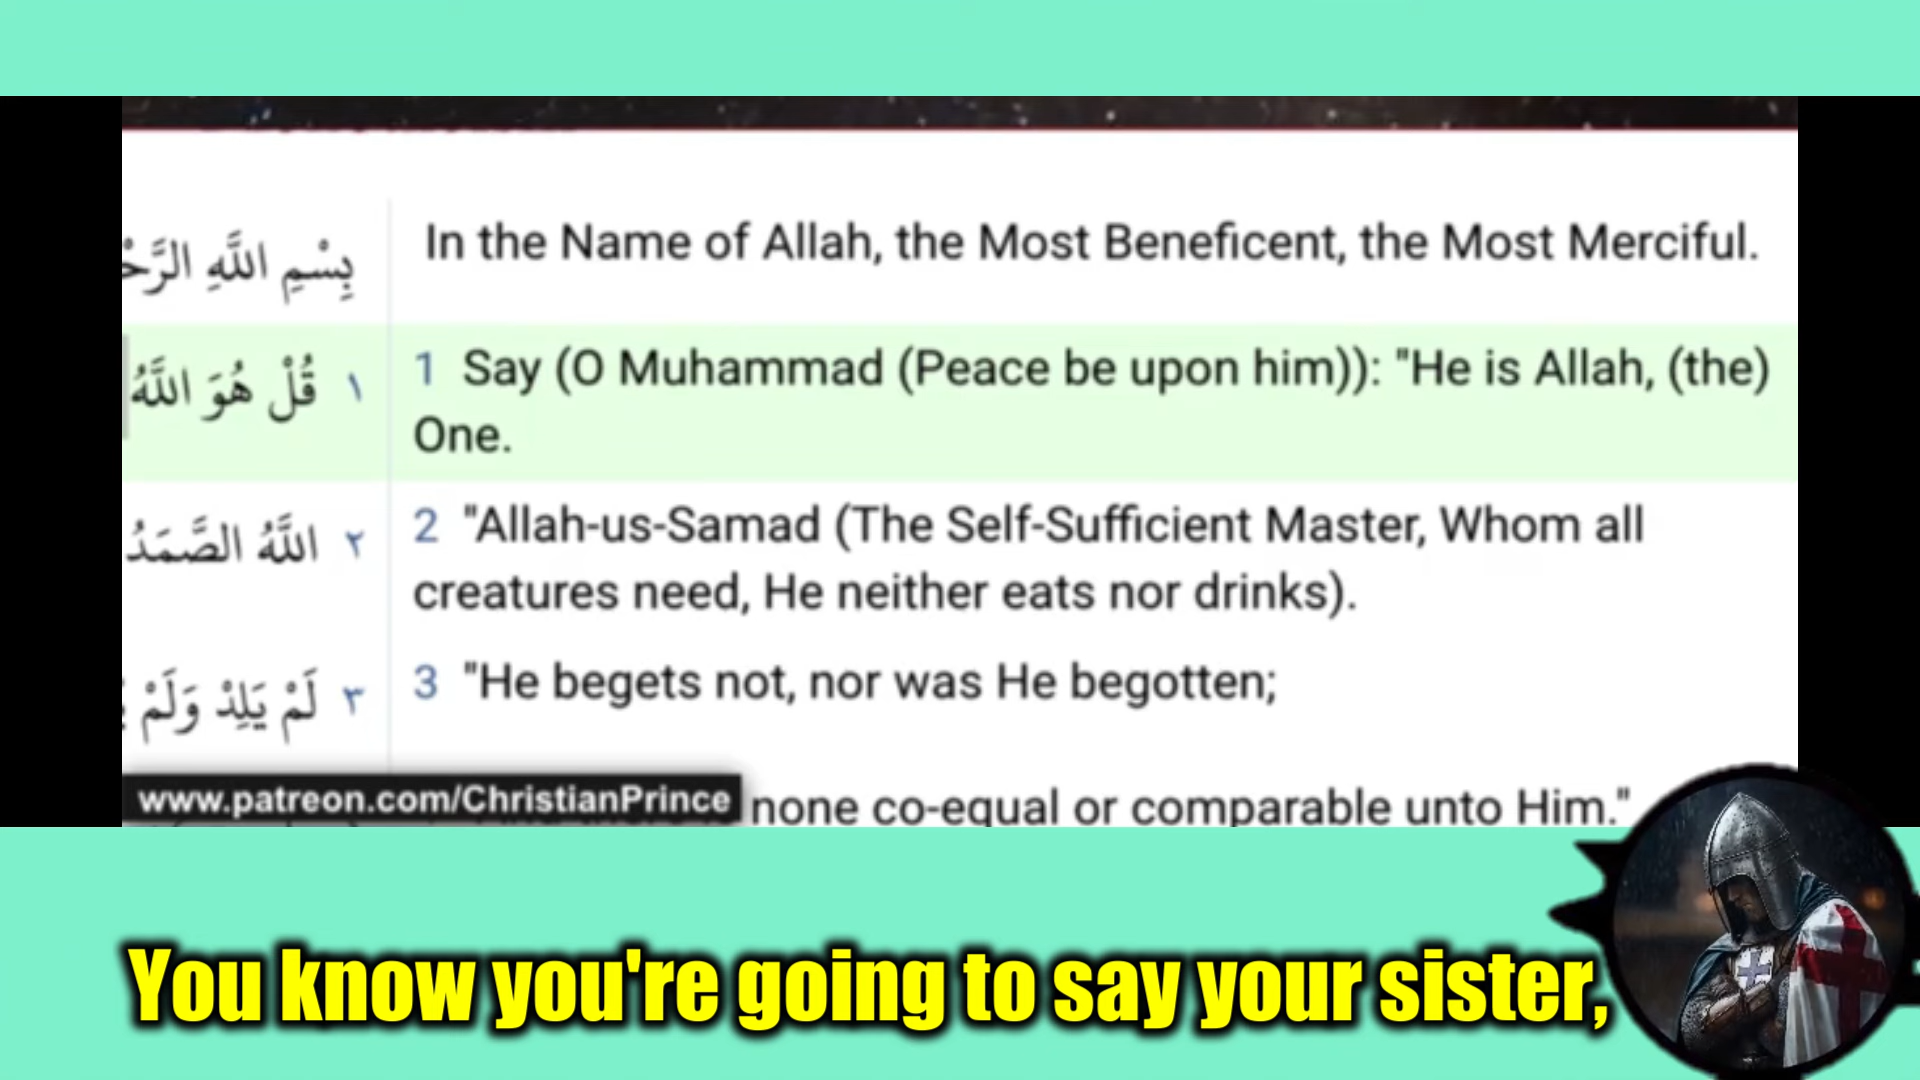 بِسْمِ اللَّهِ
In the Name of Allah, the Most Beneficent, the Most Merciful.
١ قُلْ هُوَ اللَّهُ
1 Say (O Muhammad (Peace be upon him)): "He is Allah, (the)
One.
٢ اللَّهُ الصَّمَدُ
2 "Allah-us-Samad (The Self-Sufficient Master, Whom all
creatures need, He neither eats nor drinks).
٣ لَمْ يَلِدْ وَلَمْ
3 "He begets not, nor was He begotten;
www.patreon.com/ChristianPrince
none co-equal or comparable unto Him."
You know you're going to say your sister,